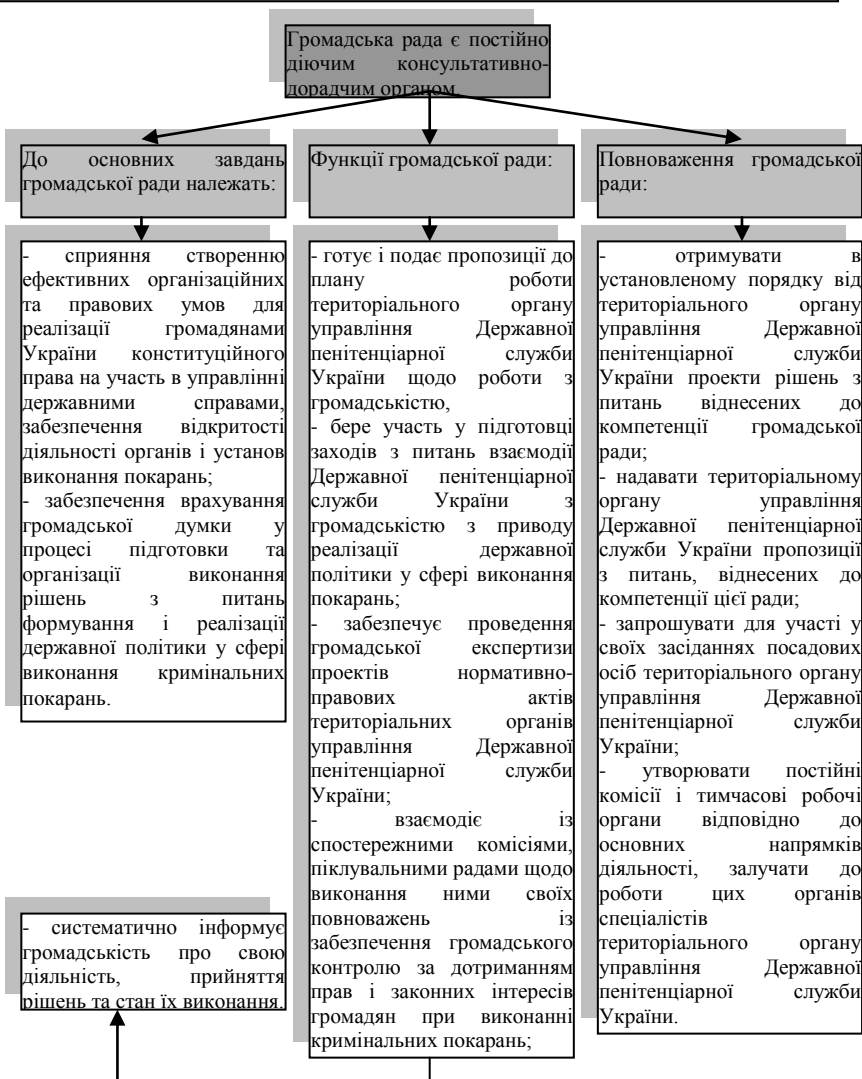 Громадська рада є постійно
діючим консультативно-
дорадчим органом
До основних завдань
громадської ради належать:
- сприяння створенню
ефективних організаційних
та правових умов для
реалізації громадянами
України конституційного
права на участь в управлінні
державними справами,
забезпечення відкритості
діяльності органів і установ
виконання покарань;
- забезпечення врахування
громадської думки у
процесі підготовки та
організації виконання
рішень з питань
формування і реалізації
державної політики у сфері
виконання кримінальних
покарань.
Функції громадської ради:
- готує і подає пропозиції до
плану роботи
територіального органу
управління Державної
пенітенціарної служби
України щодо роботи з
громадськістю,
- бере участь у підготовці
заходів з питань взаємодії
Державної пенітенціарної
служби України з
громадськістю з приводу
реалізації державної
політики у сфері виконання
покарань;
- забезпечує проведення
громадської експертизи
проектів нормативно-
правових актів
територіальних органів
управління Державної
пенітенціарної служби
України;
- взаємодіє із
спостережними комісіями,
піклувальними радами щодо
виконання ними своїх
повноважень із
забезпечення громадського
контролю за дотриманням
прав і законних інтересів
громадян при виконанні
кримінальних покарань;
- систематично інформує
громадськість про свою
діяльність, прийняття
рішень та стан їх виконання.
Повноваження громадської
ради:
- отримувати в
установленому порядку від
територіального органу
управління Державної
пенітенціарної служби
України проекти рішень з
питань віднесених до
компетенції громадської
ради;
- надавати територіальному
органу управління
Державної пенітенціарної
служби України пропозиції
з питань, віднесених до
компетенції цієї ради;
- запрошувати для участі у
своїх засіданнях посадових
осіб територіального органу
управління Державної
пенітенціарної служби
України;
- утворювати постійні
комісії і тимчасові робочі
органи відповідно до
основних напрямків
діяльності, залучати до
роботи цих органів
спеціалістів
територіального органу
управління Державної
пенітенціарної служби
України.